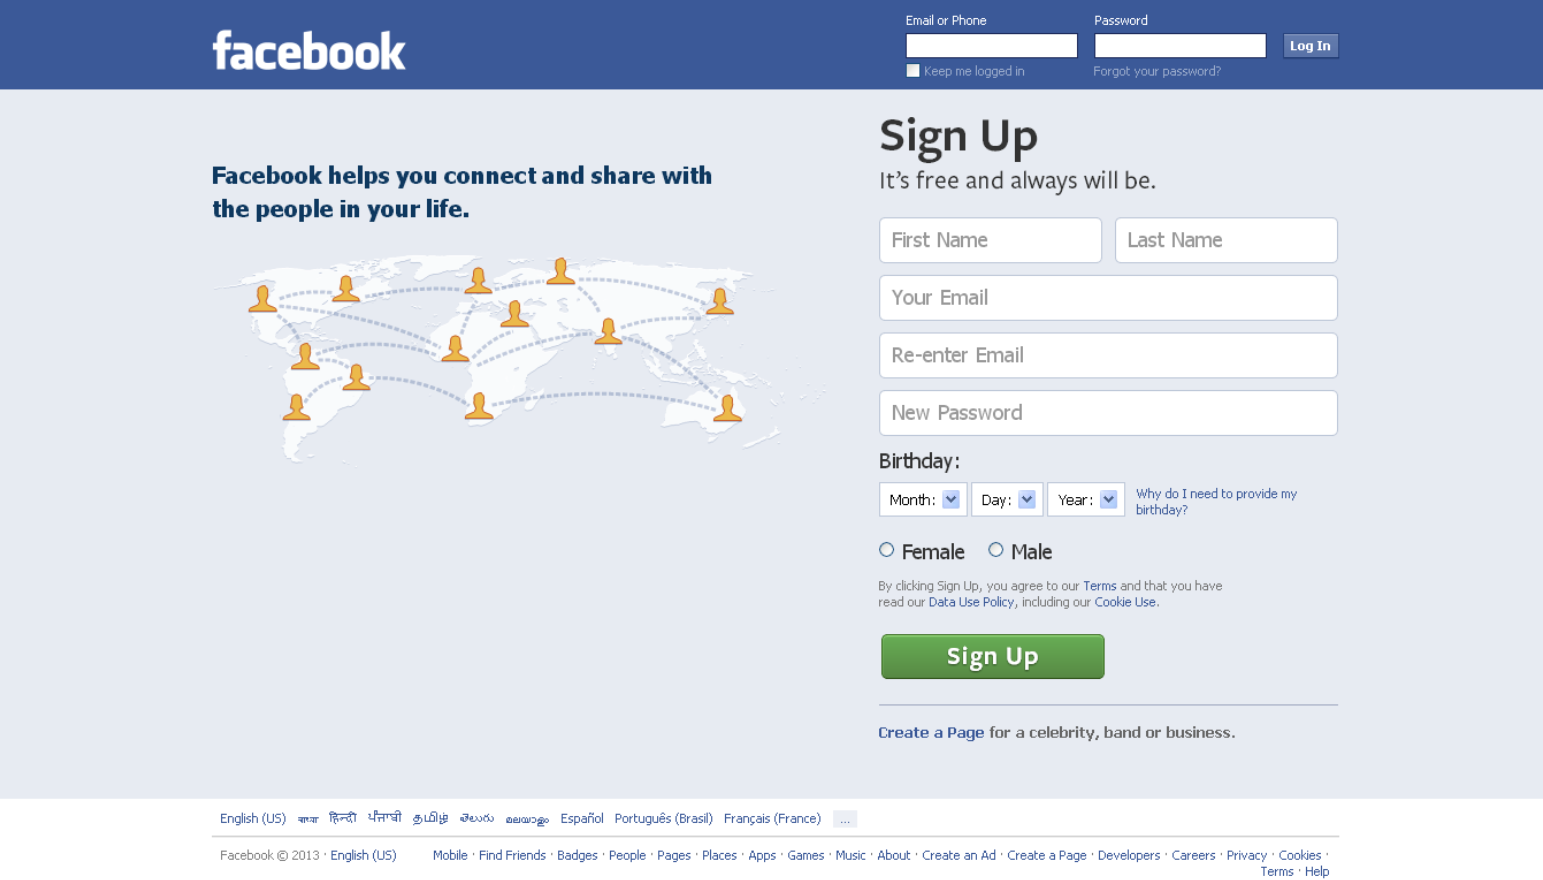 facebook
Email or Phone
Password
Log In
Keep me logged in
Forgot your password?
Facebook helps you connect and share with
the people in your life.
Sign Up
It's free and always will be.
First Name
Last Name
Your Email
Re-enter Email
New Password
Birthday:
Month:
Day:
Year:
Why do I need to provide my
birthday?
Female
Male
By clicking Sign Up, you agree to our Terms and that you have
read our Data Use Policy, including our Cookie Use.
Sign Up
Create a Page for a celebrity, band or business.
English (US) বাংলা हिन्दी ਪੰਜਾਬੀ தமிழ் తెలుగు മലയാളം Español Português (Brasil) Français (France) ...
Facebook © 2013 · English (US)
Mobile · Find Friends · Badges · People · Pages · Places · Apps · Games · Music · About · Create an Ad · Create a Page · Developers · Careers · Privacy · Cookies ·
Terms · Help